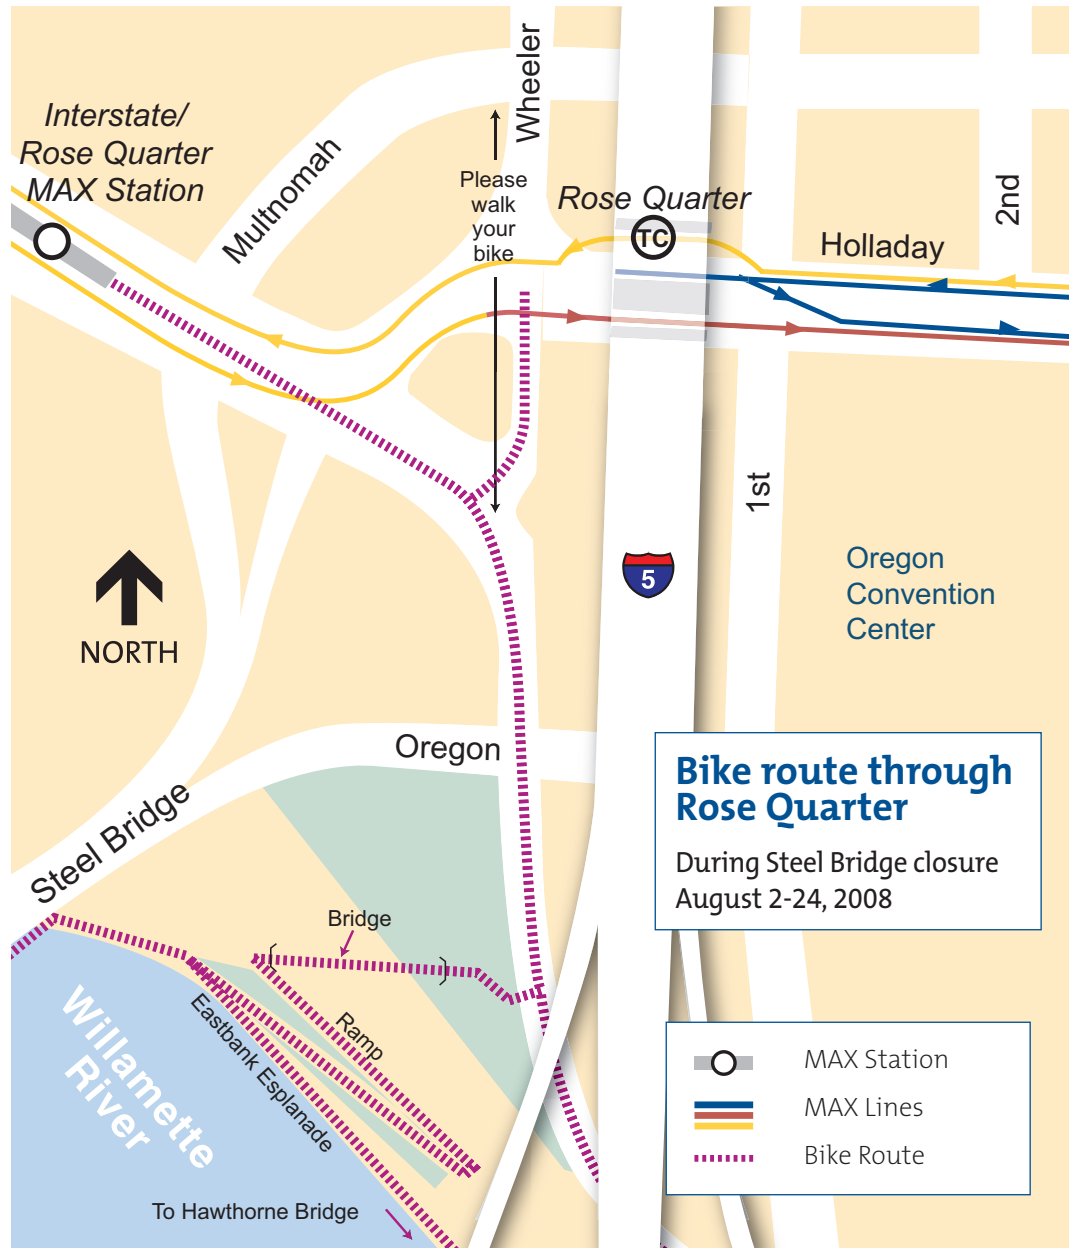 Wheeler
Interstate/
Rose Quarter
MAX Station
Multnomah
Please
walk
your
bike
Rose Quarter
TC
2nd
Holladay
1st
5
Oregon
Convention
Center
NORTH
Oregon
Steel Bridge
Bike route through
Rose Quarter
During Steel Bridge closure
August 2-24, 2008
Bridge
Ramp
Eastbank Esplanade
Willamette
River
To Hawthorne Bridge
MAX Station
MAX Lines
Bike Route